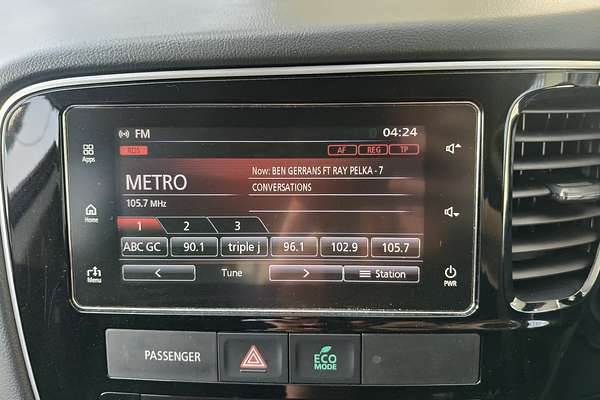 FM 04:24
RDS AF REG TP
METRO
105.7 MHz
Now: BEN GERRANS FT RAY PELKA - 7
CONVERSATIONS
1 2 3
ABC GC 90.1 triple j 96.1 102.9 105.7
< Tune > Station
Apps
Home
Menu
PWR
PASSENGER
ECO
MODE